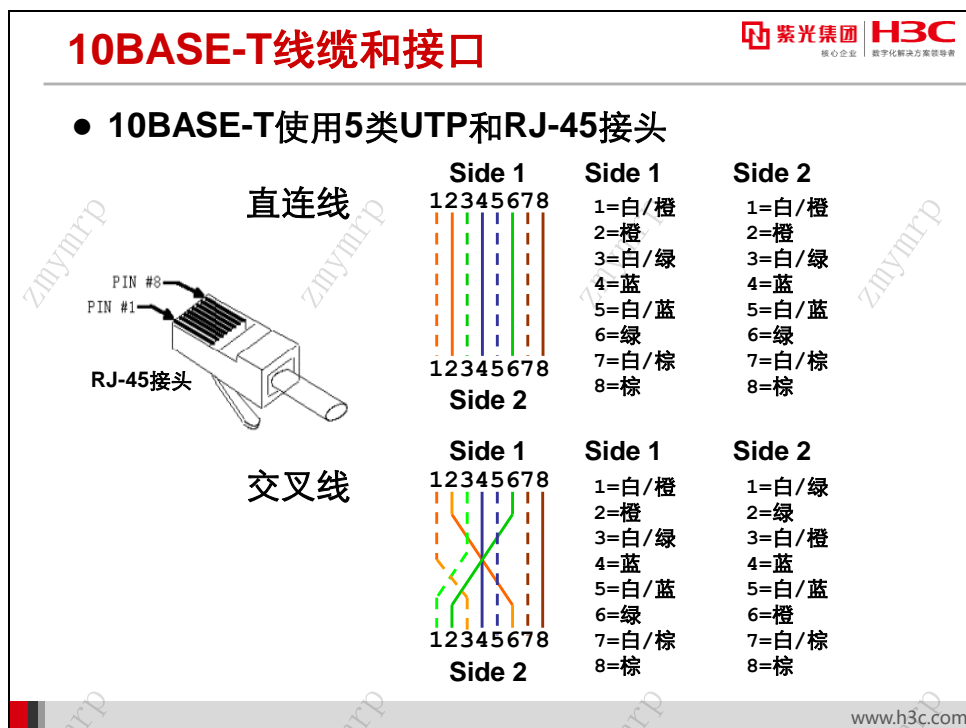 10BASE-T线缆和接口
紫光集团
核心企业
H3C
数字化解决方案领导者
● 10BASE-T使用5类UTP和RJ-45接头
直连线
Side 1
12345678
12345678
Side 2
Side 1
1=白/橙
2=橙
3=白/绿
4=蓝
5=白/蓝
6=绿
7=白/棕
8=棕
Side 2
1=白/橙
2=橙
3=白/绿
4=蓝
5=白/蓝
6=绿
7=白/棕
8=棕
PIN #8
PIN #1
RJ-45接头
交叉线
Side 1
12345678
12345678
Side 2
Side 1
1=白/橙
2=橙
3=白/绿
4=蓝
5=白/蓝
6=绿
7=白/棕
8=棕
Side 2
1=白/绿
2=绿
3=白/橙
4=蓝
5=白/蓝
6=橙
7=白/棕
8=棕
zmymrp
zmymrp
zmymrp
zmymrp
www.h3c.com